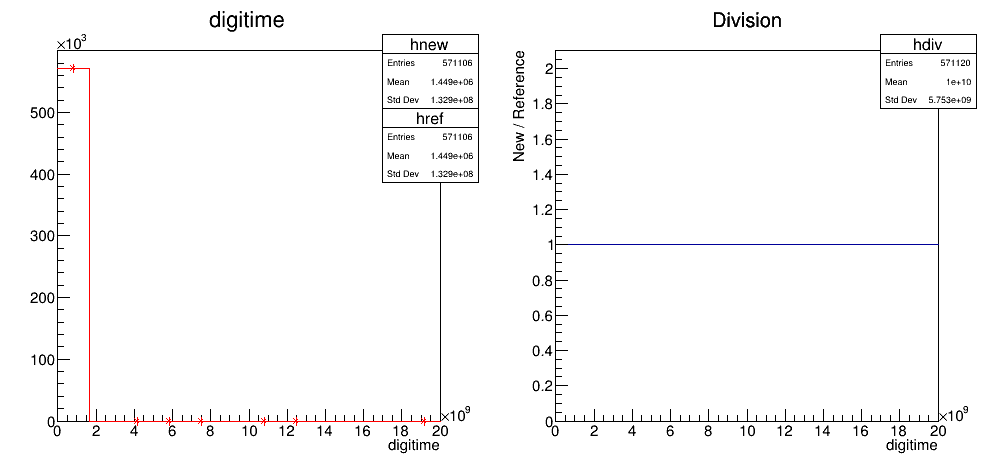 digitime
×10³
hnew
Entries 571106
Mean 1.449e+06
Std Dev 1.329e+08
href
Entries 571106
Mean 1.449e+06
Std Dev 1.329e+08
500
400
300
200
100
0
0 2 4 6 8 10 12 14 16 18 20
×10⁹
digitime
Division
hdiv
Entries 571120
Mean 1e+10
Std Dev 5.753e+09
New / Reference
2
1.8
1.6
1.4
1.2
1
0.8
0.6
0.4
0.2
0
0 2 4 6 8 10 12 14 16 18 20
×10⁹
digitime